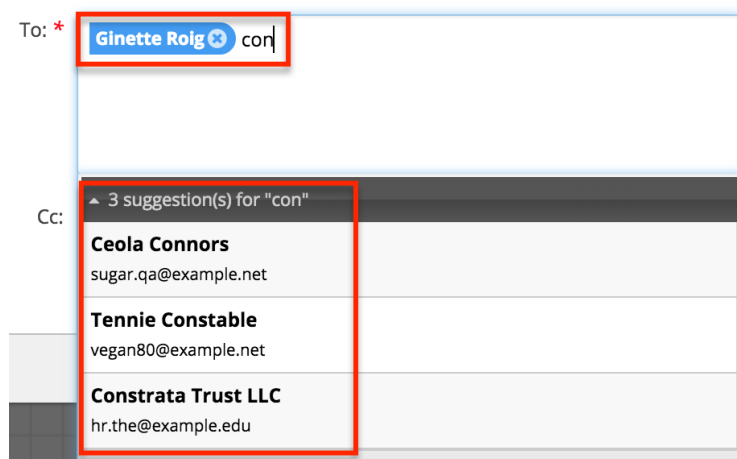 To: *
Ginette Roig con
3 suggestion(s) for "con"
Cc:
Ceola Connors
sugar.qa@example.net
Tennie Constable
vegan80@example.net
Constrata Trust LLC
hr.the@example.edu